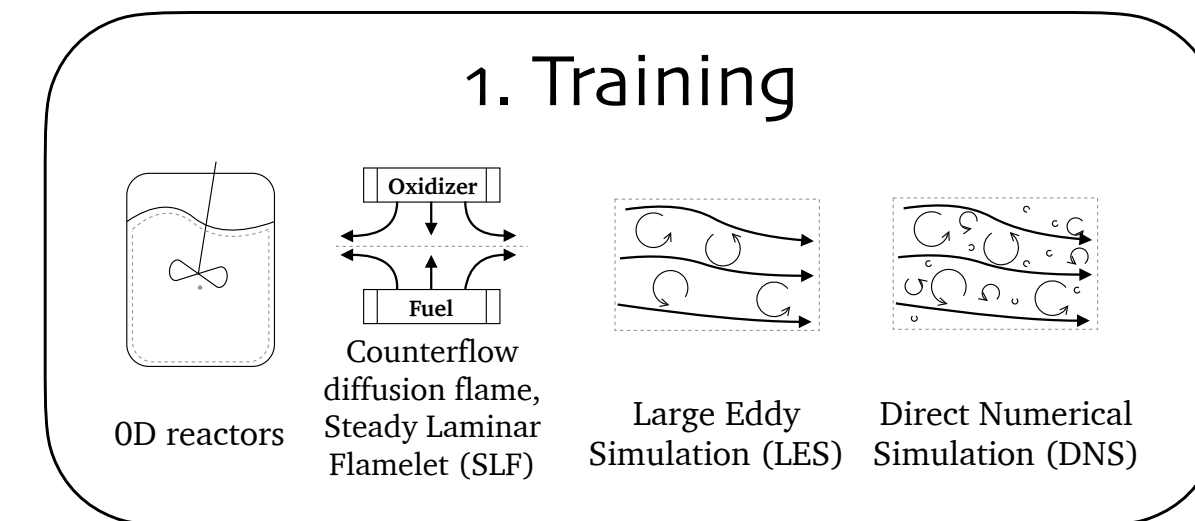 1. Training
Oxidizer
Fuel
0D reactors
Counterflow
diffusion flame,
Steady Laminar
Flamelet (SLF)
Large Eddy
Simulation (LES)
Direct Numerical
Simulation (DNS)